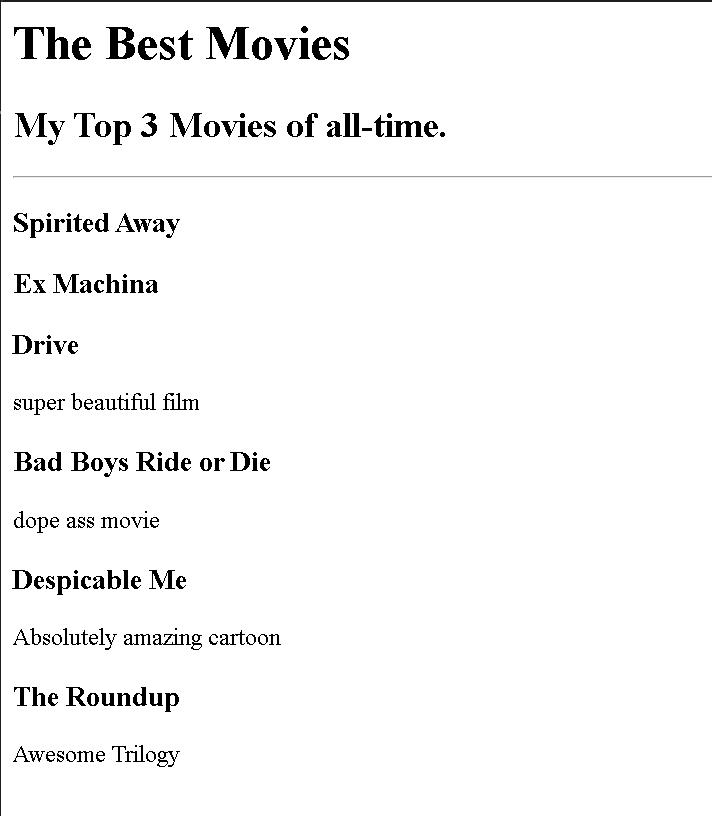 The Best Movies
My Top 3 Movies of all-time.
Spirited Away
Ex Machina
Drive
super beautiful film
Bad Boys Ride or Die
dope ass movie
Despicable Me
Absolutely amazing cartoon
The Roundup
Awesome Trilogy